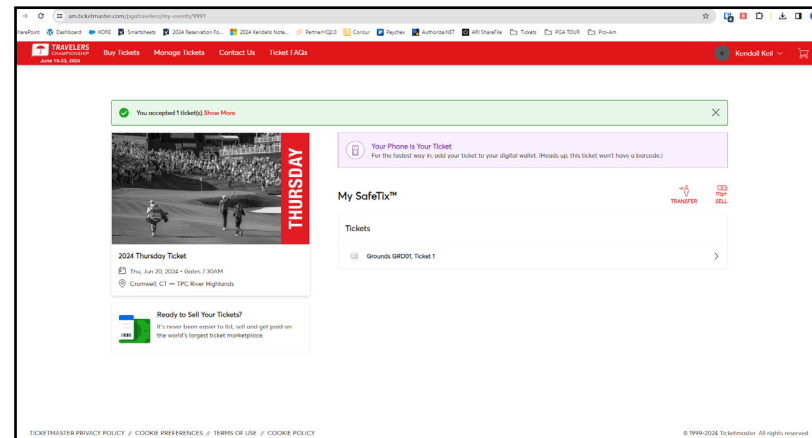 am.ticketmaster.com/pgatravelers/my-events/9991
harePoint Dashboard KORE Smartsheets 2024 Reservation Fo... 2024 Kendalls Note... PartnerHQ2.0 Concur Paychex Authorize.NET ARI ShareFile Tickets PGA TOUR Pro-Am
TRAVELERS
CHAMPIONSHIP
June 19-23, 2024
Buy Tickets Manage Tickets Contact Us Ticket FAQs
Kendall Keil
You accepted 1 ticket(s). Show More
THURSDAY
2024 Thursday Ticket
Thu, Jun 20, 2024 • Gates 7:30AM
Cromwell, CT — TPC River Highlands
Ready to Sell Your Tickets?
It's never been easier to list, sell and get paid on
the world's largest ticket marketplace.
Your Phone Is Your Ticket
For the fastest way in, add your ticket to your digital wallet. (Heads up, this ticket won't have a barcode.)
My SafeTix™
TRANSFER
SELL
Tickets
Grounds GRD01, Ticket 1
TICKETMASTER PRIVACY POLICY // COOKIE PREFERENCES // TERMS OF USE // COOKIE POLICY
© 1999-2024 Ticketmaster. All rights reserved.